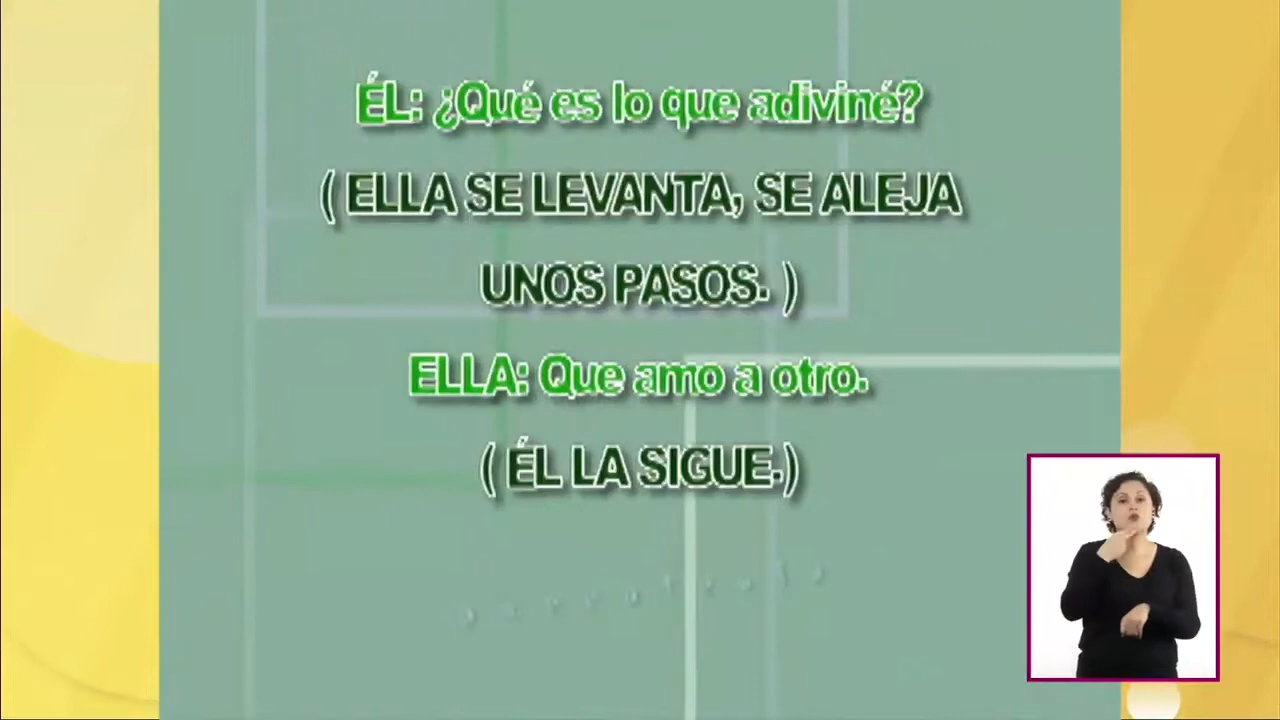 ÉL: ¿Qué es lo que adiviné?
( ELLA SE LEVANTA, SE ALEJA
UNOS PASOS. )
ELLA: Que amo a otro.
( ÉL LA SIGUE.)